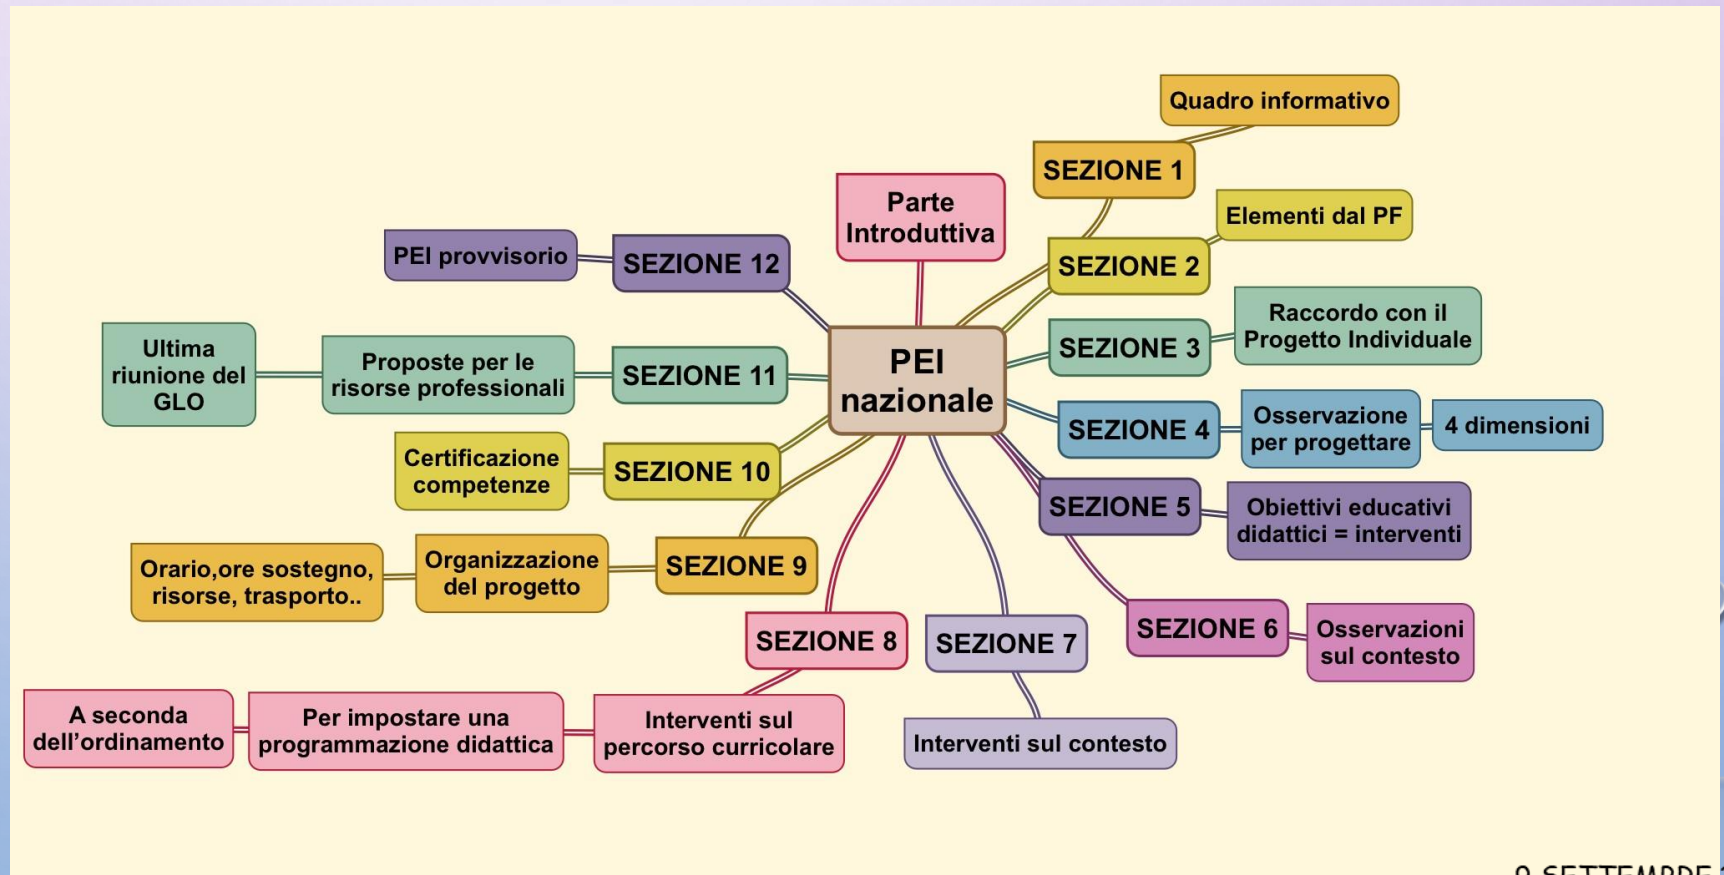 PEI
nazionale
Parte
Introduttiva
SEZIONE 1
Quadro informativo
SEZIONE 2
Elementi dal PF
SEZIONE 3
Raccordo con il
Progetto Individuale
SEZIONE 4
Osservazione
per progettare
4 dimensioni
SEZIONE 5
Obiettivi educativi
didattici = interventi
SEZIONE 6
Osservazioni
sul contesto
SEZIONE 7
Interventi sul contesto
SEZIONE 8
Interventi sul
percorso curricolare
Per impostare una
programmazione didattica
A seconda
dell’ordinamento
SEZIONE 9
Organizzazione
del progetto
Orario,ore sostegno,
risorse, trasporto..
SEZIONE 10
Certificazione
competenze
SEZIONE 11
Proposte per le
risorse professionali
Ultima
riunione del
GLO
SEZIONE 12
PEI provvisorio
9 SETTEMBRE